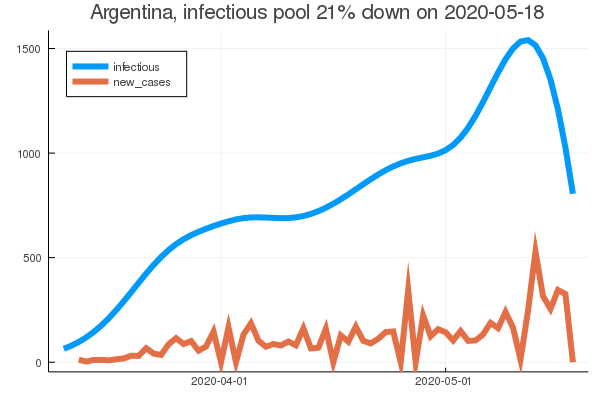 Argentina, infectious pool 21% down on 2020-05-18
1500
infectious
new_cases
1000
500
0
2020-04-01
2020-05-01